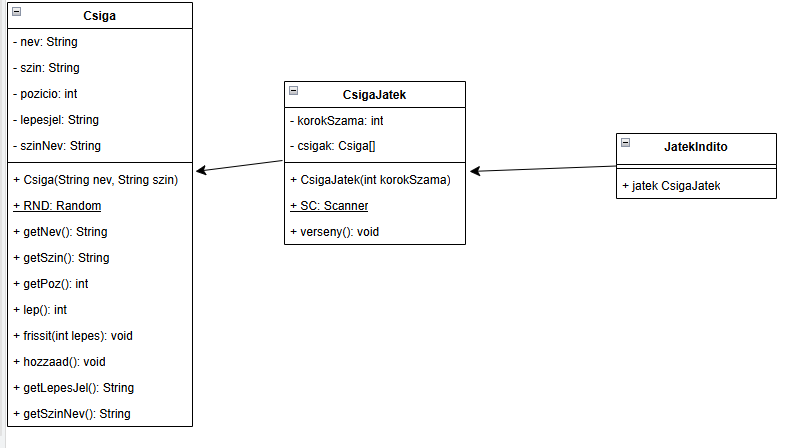 Csiga
- nev: String
- szin: String
- pozicio: int
- lepesjel: String
- szinNev: String
+ Csiga(String nev, String szin)
+ RND: Random
+ getNev(): String
+ getSzin(): String
+ getPoz(): int
+ lep(): int
+ frissit(int lepes): void
+ hozzaad(): void
+ getLepesJel(): String
+ getSzinNev(): String
CsigaJatek
- korokSzama: int
- csigak: Csiga[]
+ CsigaJatek(int korokSzama)
+ SC: Scanner
+ verseny(): void
JatekIndito
+ jatek CsigaJatek